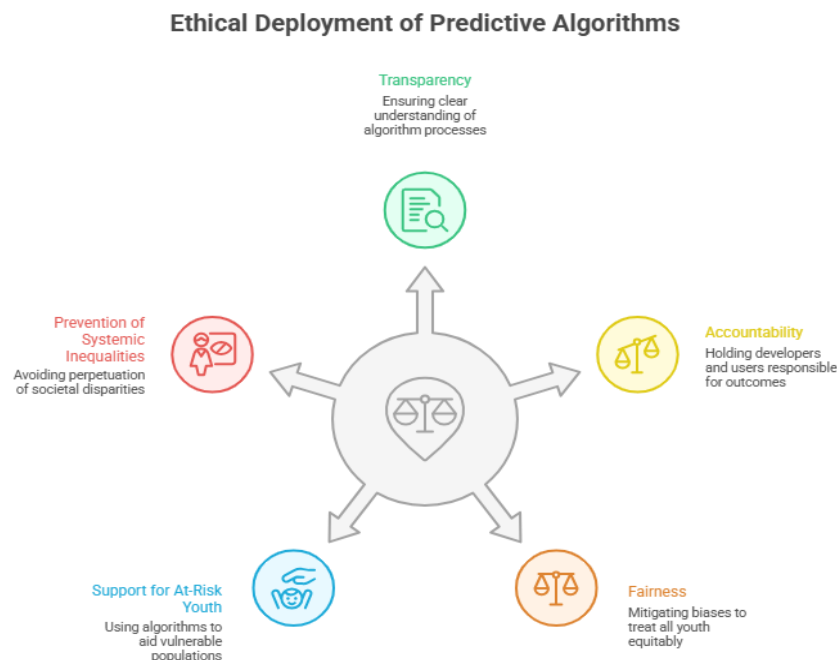 Ethical Deployment of Predictive Algorithms
Transparency
Ensuring clear
understanding of
algorithm processes
Prevention of
Systemic
Inequalities
Avoiding perpetuation
of societal disparities
Accountability
Holding developers
and users responsible
for outcomes
Support for At-Risk
Youth
Using algorithms to
aid vulnerable
populations
Fairness
Mitigating biases to
treat all youth
equitably